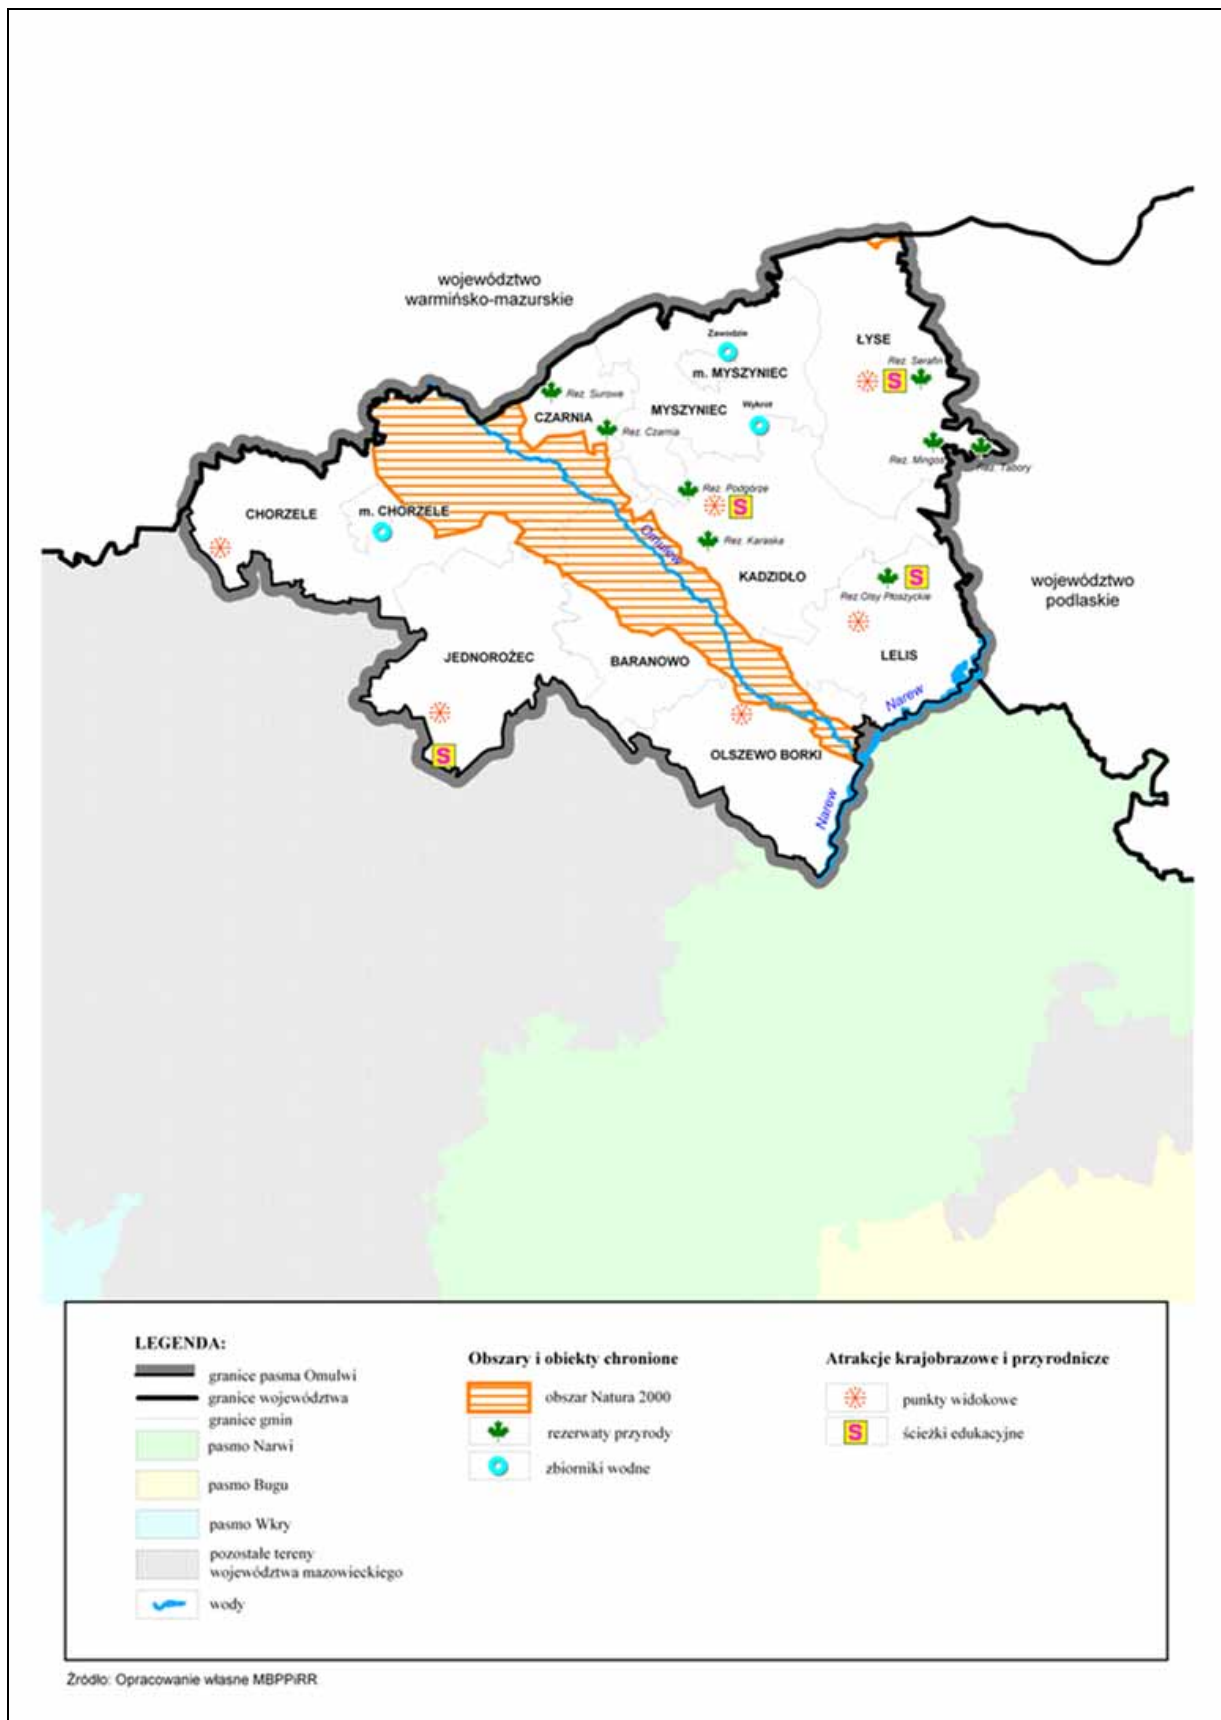 województwo
warmińsko-mazurskie
Zawodzie
ŁYSE
Rez. Serafin
m. MYSZYNIEC
Rez. Surowe
CZARNIA
MYSZYNIEC
Wykrot
Rez. Czarnia
Rez. Mingos
Rez. Tabory
Rez. Podgórze
CHORZELE
m. CHORZELE
Omulew
Rez. Karaska
KADZIDŁO
województwo
podlaskie
Rez Olsy Płoszyckie
JEDNOROŻEC
BARANOWO
LELIS
Narew
OLSZEWO BORKI
Narew
LEGENDA:
granice pasma Omulwi
granice województwa
granice gmin
pasmo Narwi
pasmo Bugu
pasmo Wkry
pozostałe tereny
województwa mazowieckiego
wody
Obszary i obiekty chronione
obszar Natura 2000
rezerwaty przyrody
zbiorniki wodne
Atrakcje krajobrazowe i przyrodnicze
punkty widokowe
S ścieżki edukacyjne
Źródło: Opracowanie własne MBPPiRR